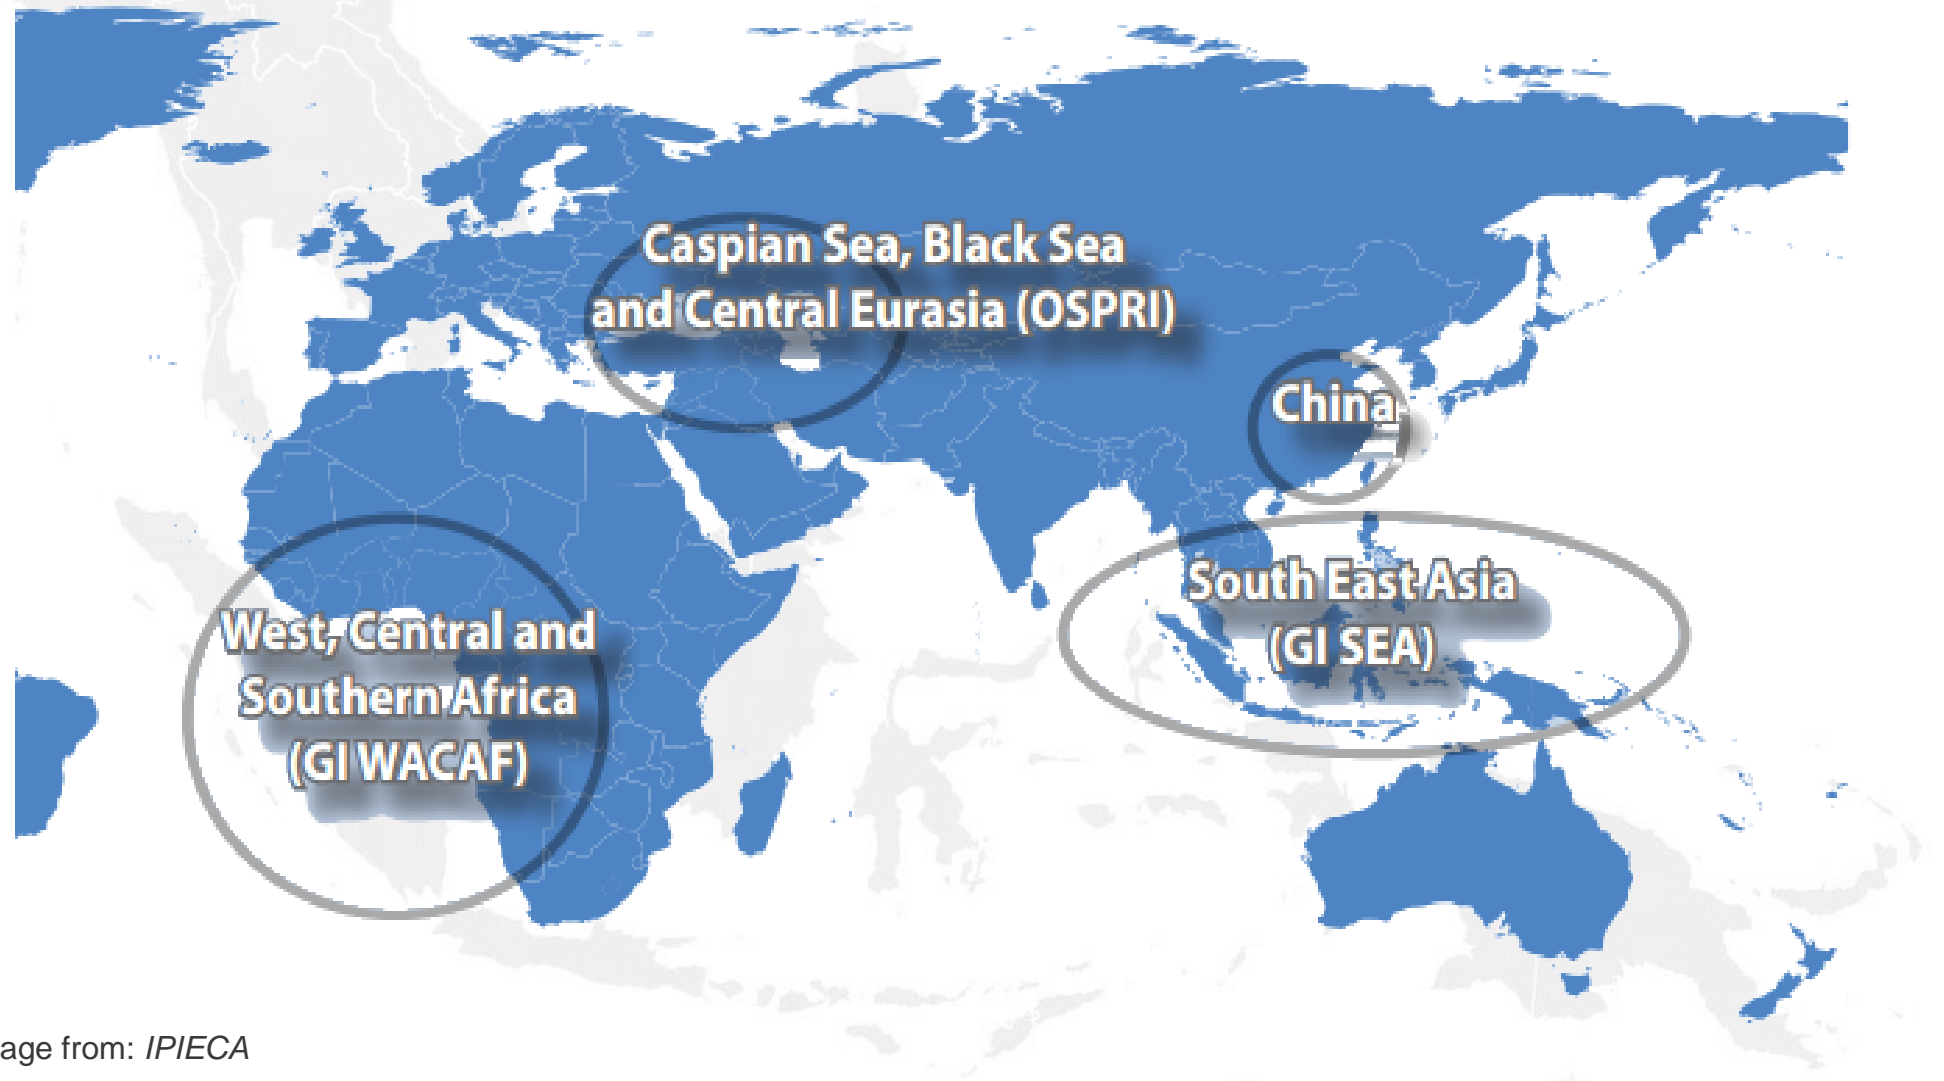 Caspian Sea, Black Sea
and Central Eurasia (OSPRI)
China
South East Asia
(GI SEA)
West, Central and
Southern Africa
(GI WACAF)
age from: IPIECA